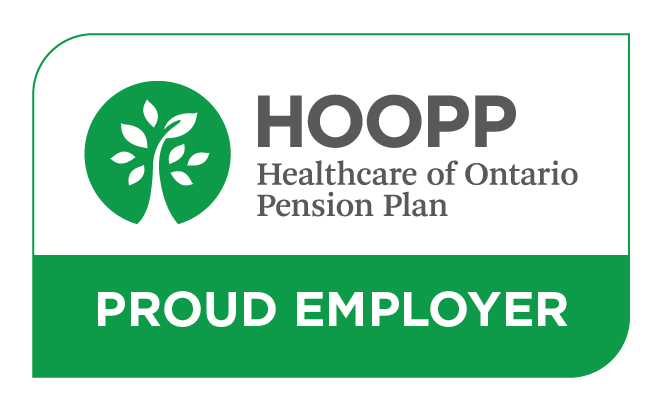 HOOPP
Healthcare of Ontario
Pension Plan
PROUD EMPLOYER